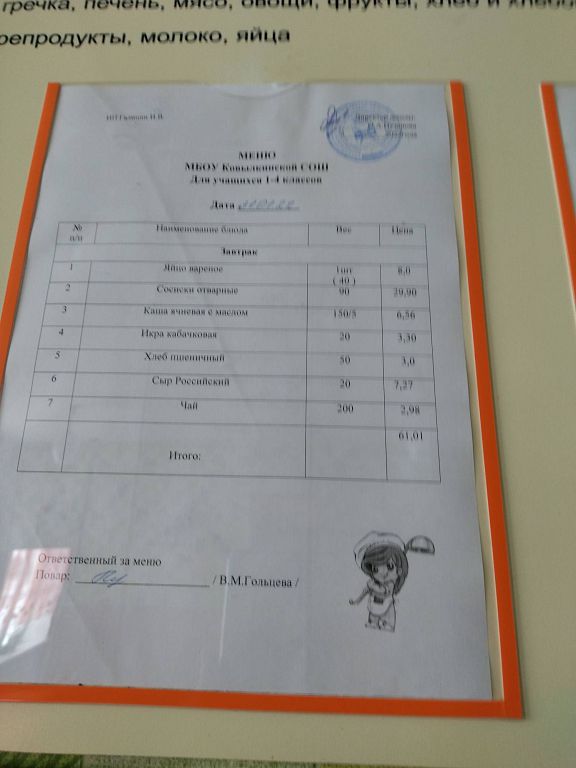 гречка, печень, мясо, овощи, фрукты, хлеб и
репродукты, молоко, яйца
Директор
МЕНЮ
МБОУ Ковылкинской СОШ
Для учащихся 1-4 классов
Дата
№ п/п Наименование блюда Вес Цена
Завтрак
1 Яйцо вареное 1шт ( 40 ) 8,0
2 Сосиски отварные 90 29,90
3 Каша ячневая с маслом 150/5 6,56
4 Икра кабачковая 20 3,30
5 Хлеб пшеничный 50 3,0
6 Сыр Российский 20 7,27
7 Чай 200 2,98
Итого: 61,01
Ответственный за меню
Повар: / В.М.Гольцева /